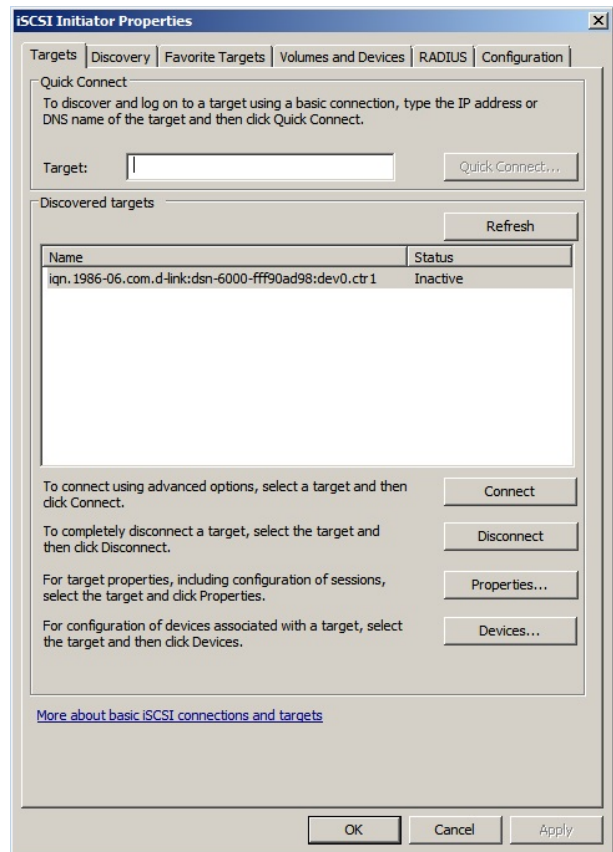 iSCSI Initiator Properties
Targets Discovery Favorite Targets Volumes and Devices RADIUS Configuration
Quick Connect
To discover and log on to a target using a basic connection, type the IP address or
DNS name of the target and then click Quick Connect.
Target: Quick Connect...
Discovered targets
Refresh
Name Status
iqn.1986-06.com.d-link:dsn-6000-fff90ad98:dev0.ctr1 Inactive
To connect using advanced options, select a target and then
click Connect.
Connect
To completely disconnect a target, select the target and
then click Disconnect.
Disconnect
For target properties, including configuration of sessions,
select the target and click Properties.
Properties...
For configuration of devices associated with a target, select
the target and then click Devices.
Devices...
More about basic iSCSI connections and targets
OK Cancel Apply